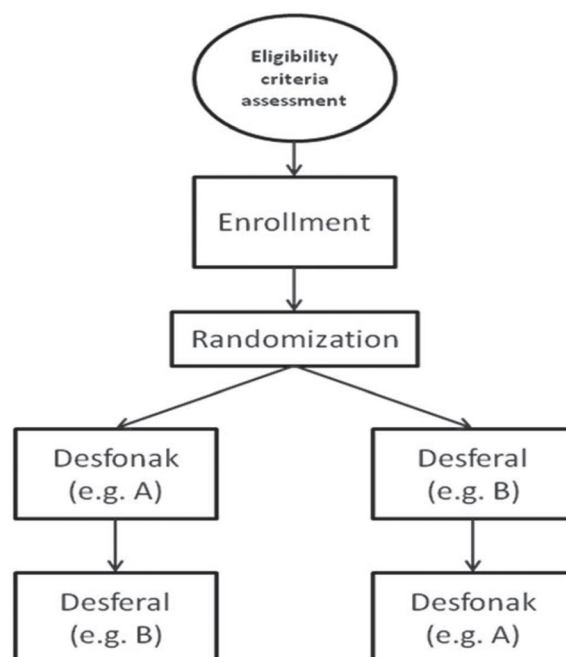 Eligibility
criteria
assessment
Enrollment
Randomization
Desfonak
(e.g. A)
Desferal
(e.g. B)
Desferal
(e.g. B)
Desfonak
(e.g. A)